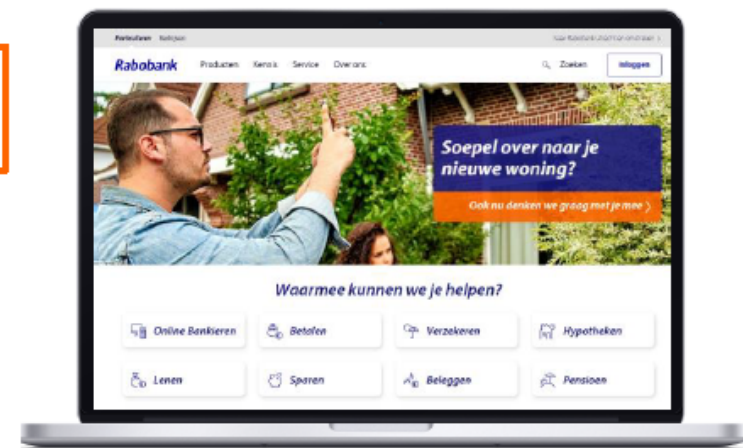 Particulieren Bedrijven
Rabobank Producten Kennis Service Over ons Zoeken Inloggen
Soepel over naar je
nieuwe woning?
Ook nu denken we graag met je mee
Waarmee kunnen we je helpen?
Online Bankieren Betalen Verzekeren Hypotheken
Lenen Sparen Beleggen Pensioen